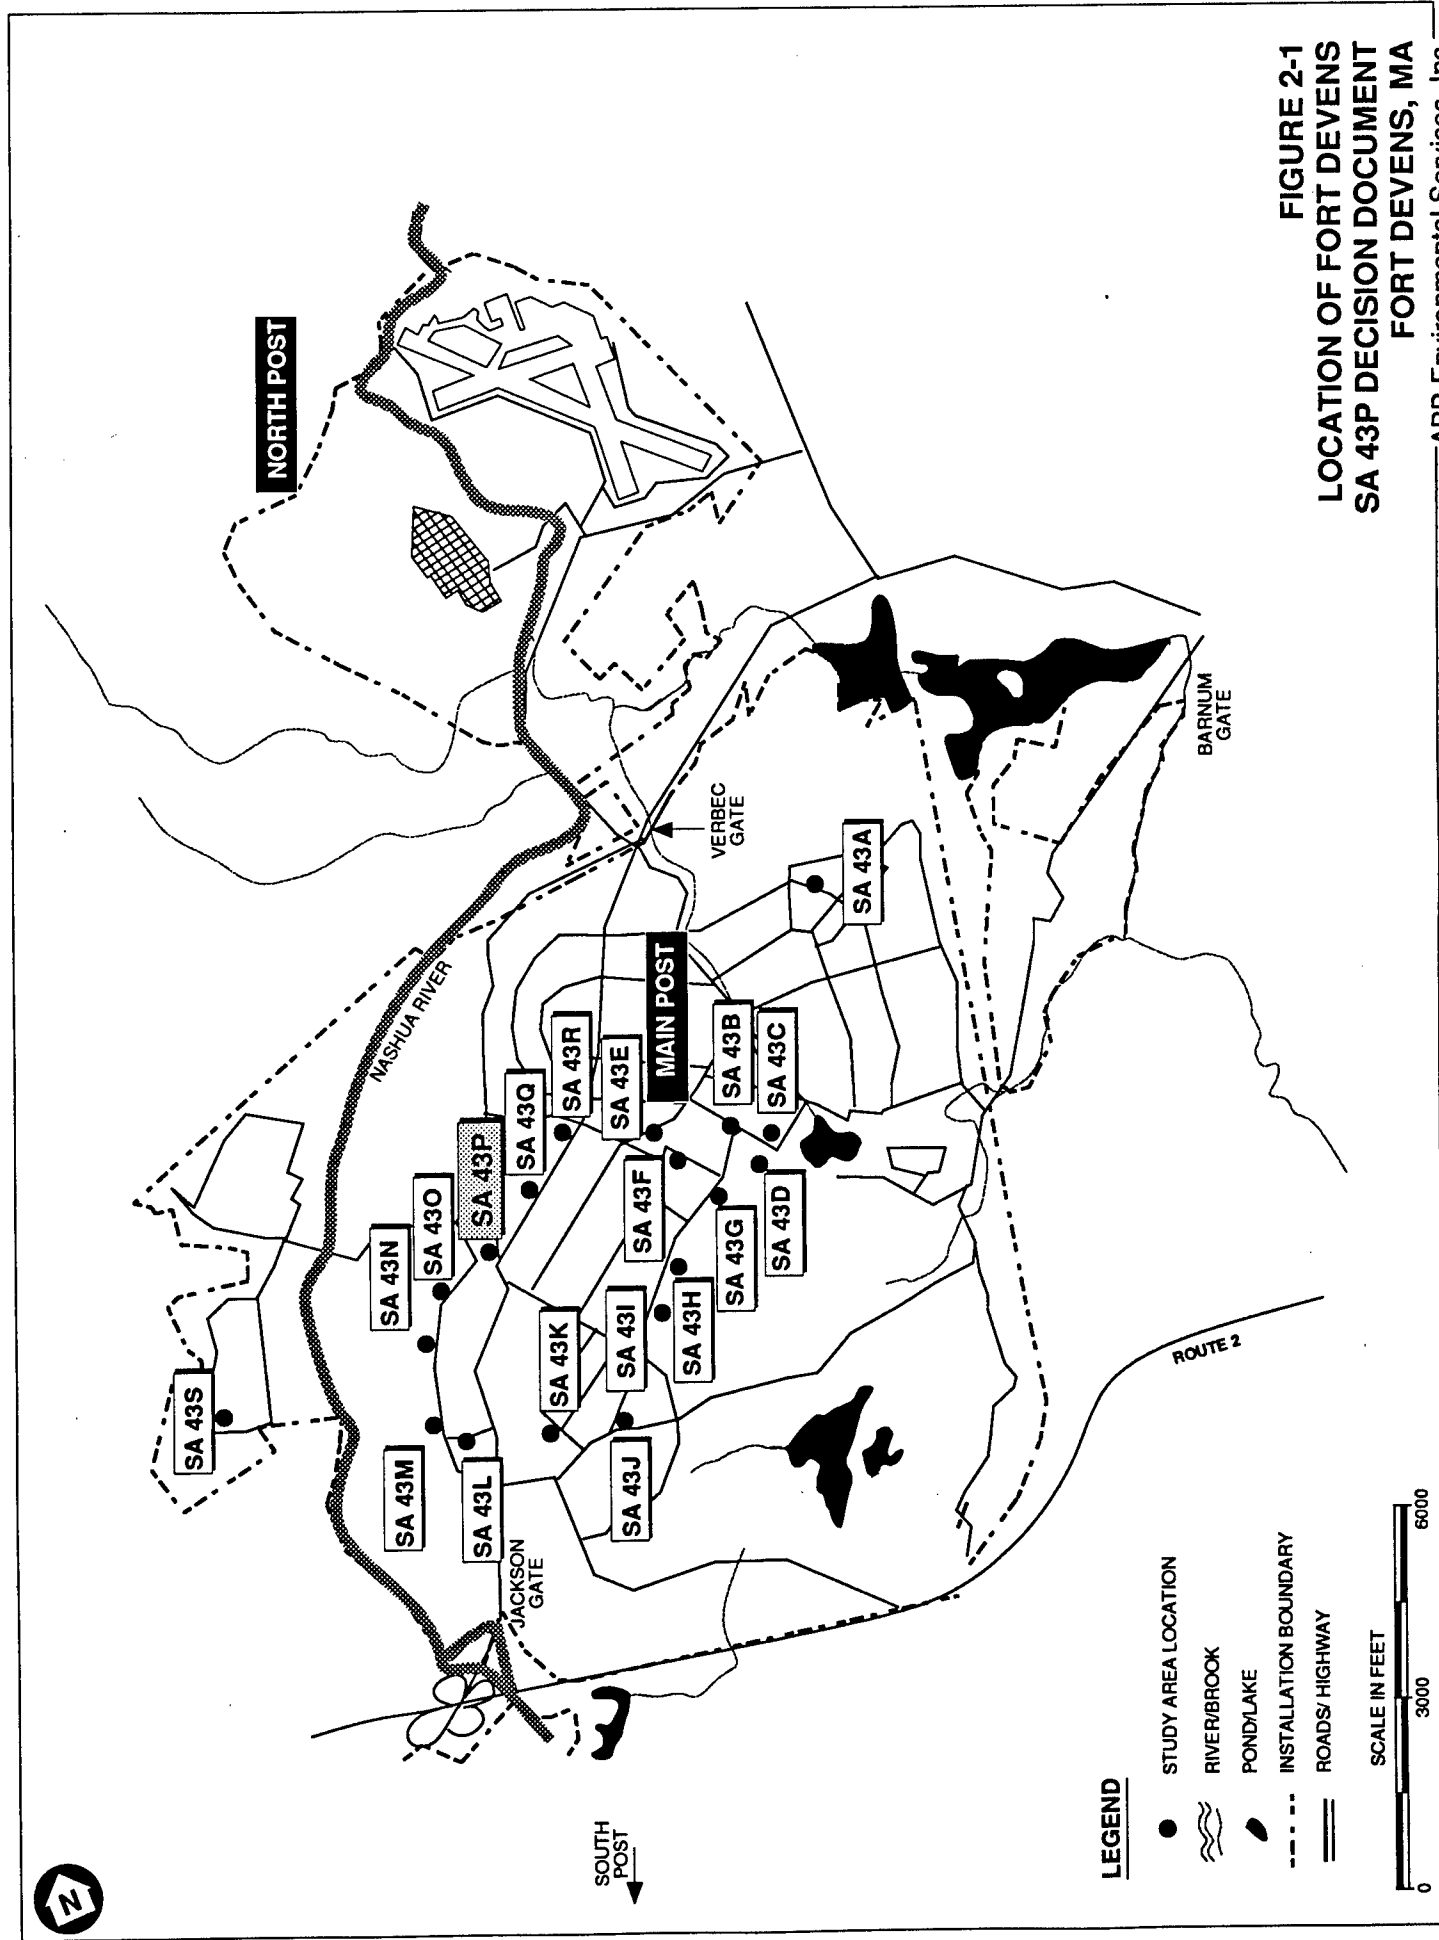 N
NORTH POST
NASHUA RIVER
SA 43S
SA 43N
SA 43O
SA 43P
SA 43Q
SA 43R
SA 43E
MAIN POST
SA 43B
SA 43C
SA 43A
VERBEC
GATE
BARNUM
GATE
SA 43M
SA 43L
SA 43K
SA 43I
SA 43J
SA 43H
SA 43F
SA 43G
SA 43D
JACKSON
GATE
SOUTH
POST
ROUTE 2
LEGEND
STUDY AREA LOCATION
RIVER/BROOK
POND/LAKE
INSTALLATION BOUNDARY
ROADS/ HIGHWAY
SCALE IN FEET
0 3000 6000
FIGURE 2-1
LOCATION OF FORT DEVENS
SA 43P DECISION DOCUMENT
FORT DEVENS, MA
Environmental Services, Inc.